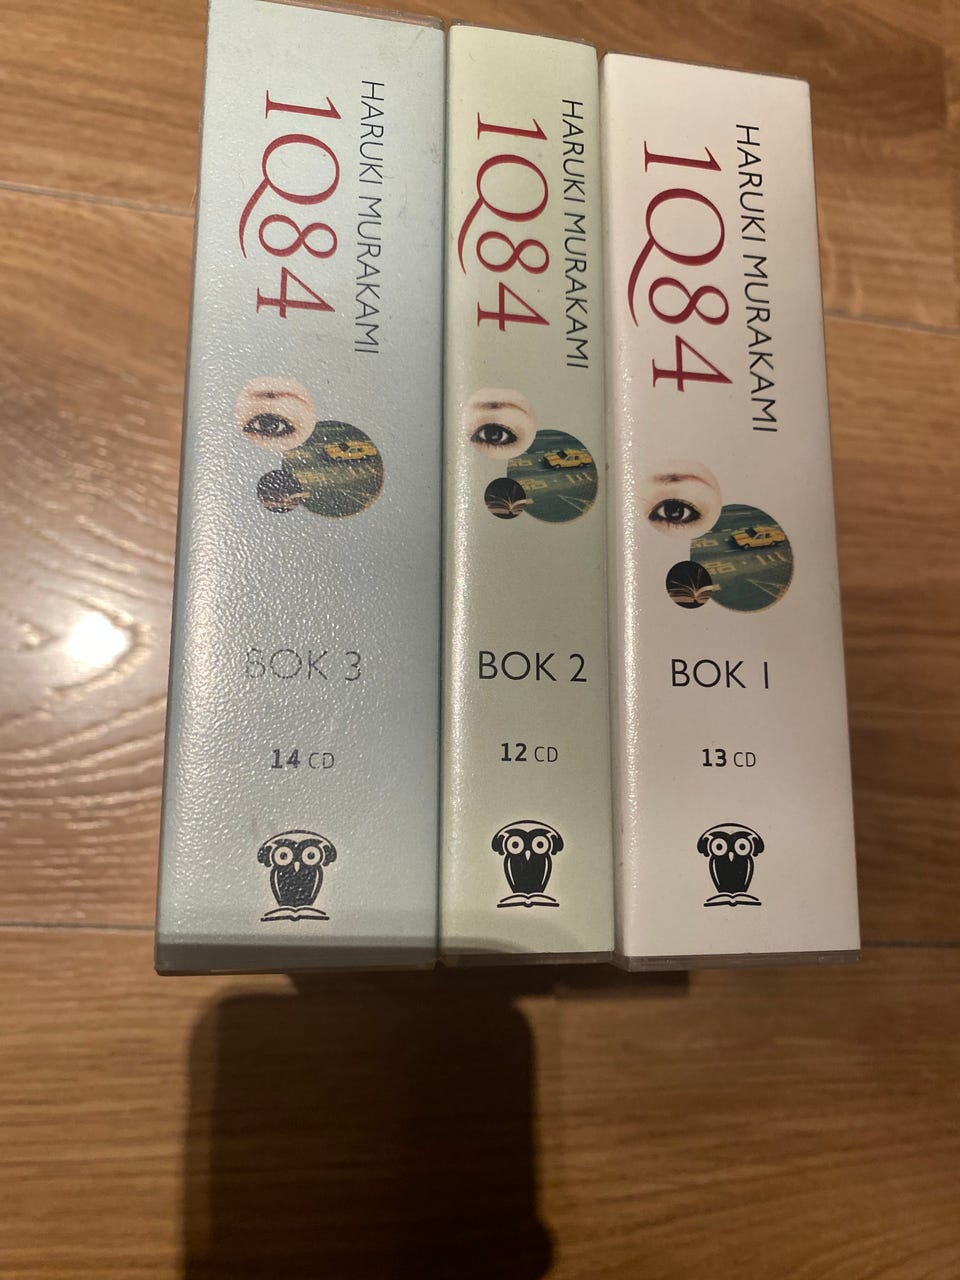 HARUKI MURAKAMI
1Q84
BOK 3
14 CD
HARUKI MURAKAMI
1Q84
BOK 2
12 CD
HARUKI MURAKAMI
1Q84
BOK 1
13 CD